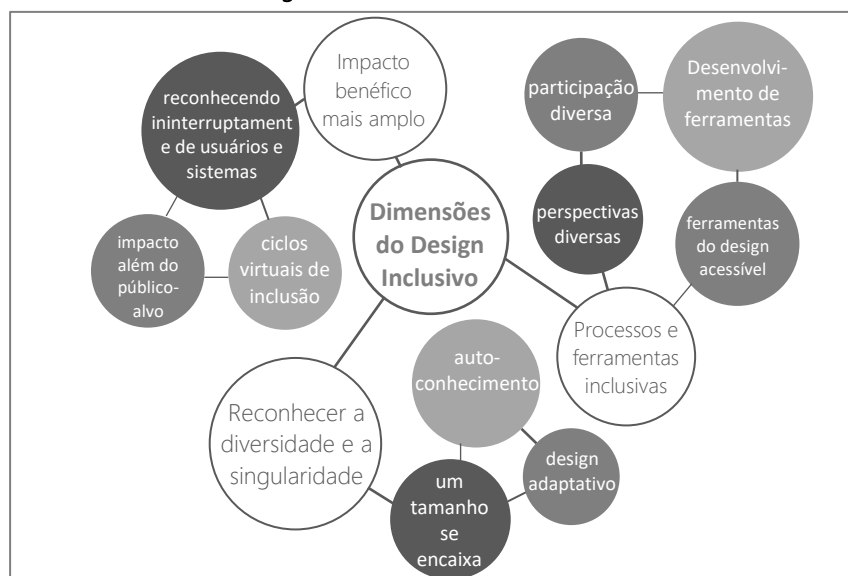 Impacto
benéfico
mais amplo
reconhecendo
ininterruptament
e de usuários e
sistemas
impacto
além do
público-
alvo
ciclos
virtuais de
inclusão
Dimensões
do Design
Inclusivo
participação
diversa
Desenvolvi-
mento de
ferramentas
perspectivas
diversas
ferramentas
do design
acessível
Processos e
ferramentas
inclusivas
Reconhecer a
diversidade e a
singularidade
auto-
conhecimento
design
adaptativo
um
tamanho
se
encaixa